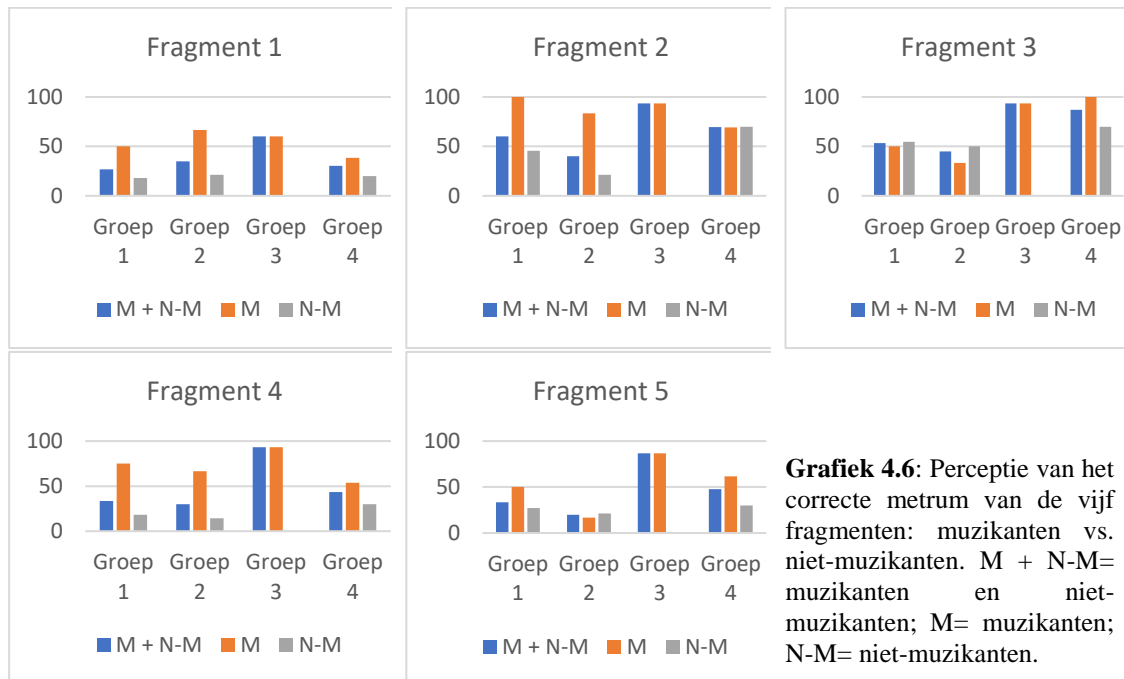 Fragment 1
100
50
0
Groep 1
Groep 2
Groep 3
Groep 4
M + N-M M N-M
Fragment 2
100
50
0
Groep 1
Groep 2
Groep 3
Groep 4
M + N-M M N-M
Fragment 3
100
50
0
Groep 1
Groep 2
Groep 3
Groep 4
M + N-M M N-M
Fragment 4
100
50
0
Groep 1
Groep 2
Groep 3
Groep 4
M + N-M M N-M
Fragment 5
100
50
0
Groep 1
Groep 2
Groep 3
Groep 4
M + N-M M N-M
Grafiek 4.6: Perceptie van het
correcte metrum van de vijf
fragmenten: muzikanten vs.
niet-muzikanten. M + N-M=
muzikanten en niet-
muzikanten; M= muzikanten;
N-M= niet-muzikanten.